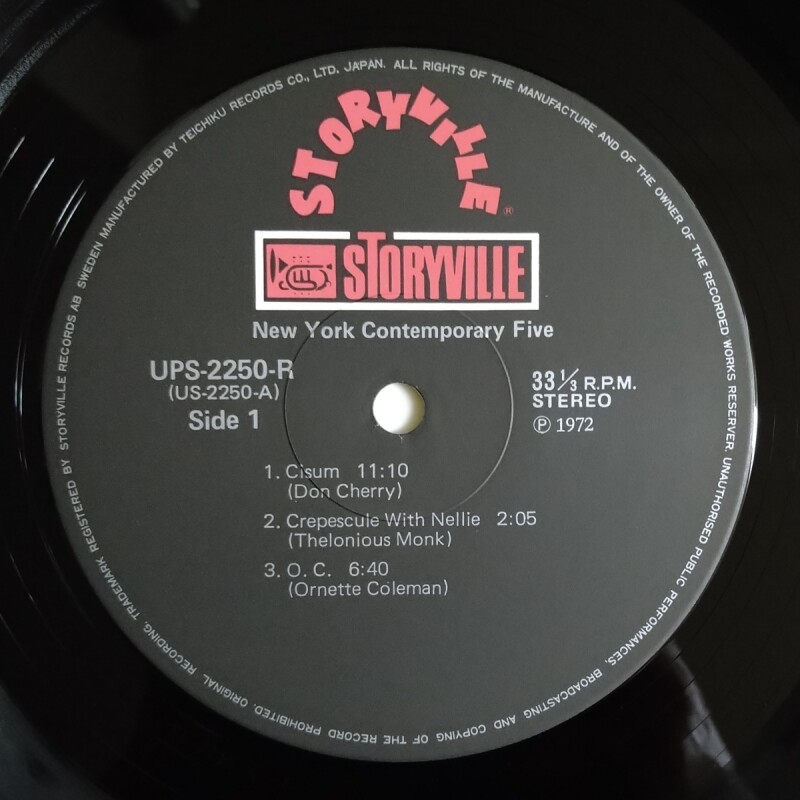 STORYVILLE ®
STORYVILLE
New York Contemporary Five
UPS-2250-R
(US-2250-A)
Side 1
33 1/3 R.P.M.
STEREO
Ⓟ 1972
1. Cisum 11:10
(Don Cherry)
2. Crepescule With Nellie 2:05
(Thelonious Monk)
3. O. C. 6:40
(Ornette Coleman)
TRADEMARK REGISTERED BY STORYVILLE RECORDS AB SWEDEN MANUFACTURED BY TEICHIKU RECORDS CO., LTD. JAPAN. ALL RIGHTS OF THE MANUFACTURE AND OF THE OWNER OF THE RECORDED WORKS RESERVER. UNAUTHORISED PUBLIC PERFORMANCES, BROADCASTING AND COPYING OF THE RECORD PROHIBITED. ORIGINAL RECORDING.